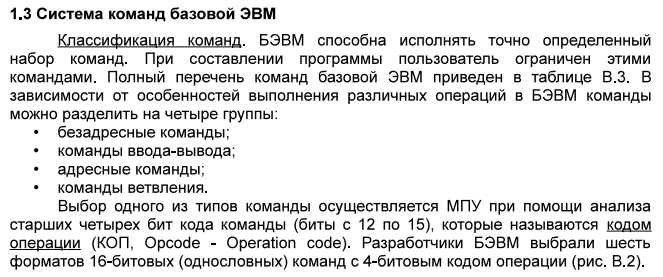 1.3 Система команд базовой ЭВМ
Классификация команд. БЭВМ способна исполнять точно определенный
набор команд. При составлении программы пользователь ограничен этими
командами. Полный перечень команд базовой ЭВМ приведен в таблице В.3. В
зависимости от особенностей выполнения различных операций в БЭВМ команды
можно разделить на четыре группы:
• безадресные команды;
• команды ввода-вывода;
• адресные команды;
• команды ветвления.
Выбор одного из типов команды осуществляется МПУ при помощи анализа
старших четырех бит кода команды (биты с 12 по 15), которые называются кодом
операции (КОП, Opcode - Operation code). Разработчики БЭВМ выбрали шесть
форматов 16-битовых (однословных) команд с 4-битовым кодом операции (рис. В.2).